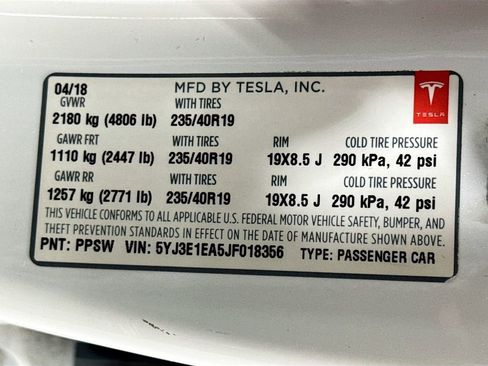 04/18 MFD BY TESLA, INC.
GVWR WITH TIRES
2180 kg (4806 lb) 235/40R19
TESLA
GAWR FRT WITH TIRES RIM COLD TIRE PRESSURE
1110 kg (2447 lb) 235/40R19 19X8.5 J 290 kPa, 42 psi
GAWR RR WITH TIRES RIM COLD TIRE PRESSURE
1257 kg (2771 lb) 235/40R19 19X8.5 J 290 kPa, 42 psi
THIS VEHICLE CONFORMS TO ALL APPLICABLE U.S. FEDERAL MOTOR VEHICLE SAFETY, BUMPER, AND
THEFT PREVENTION STANDARDS IN EFFECT ON THE DATE OF MANUFACTURE SHOWN ABOVE.
PNT: PPSW VIN: 5YJ3E1EA5JF018356 TYPE: PASSENGER CAR